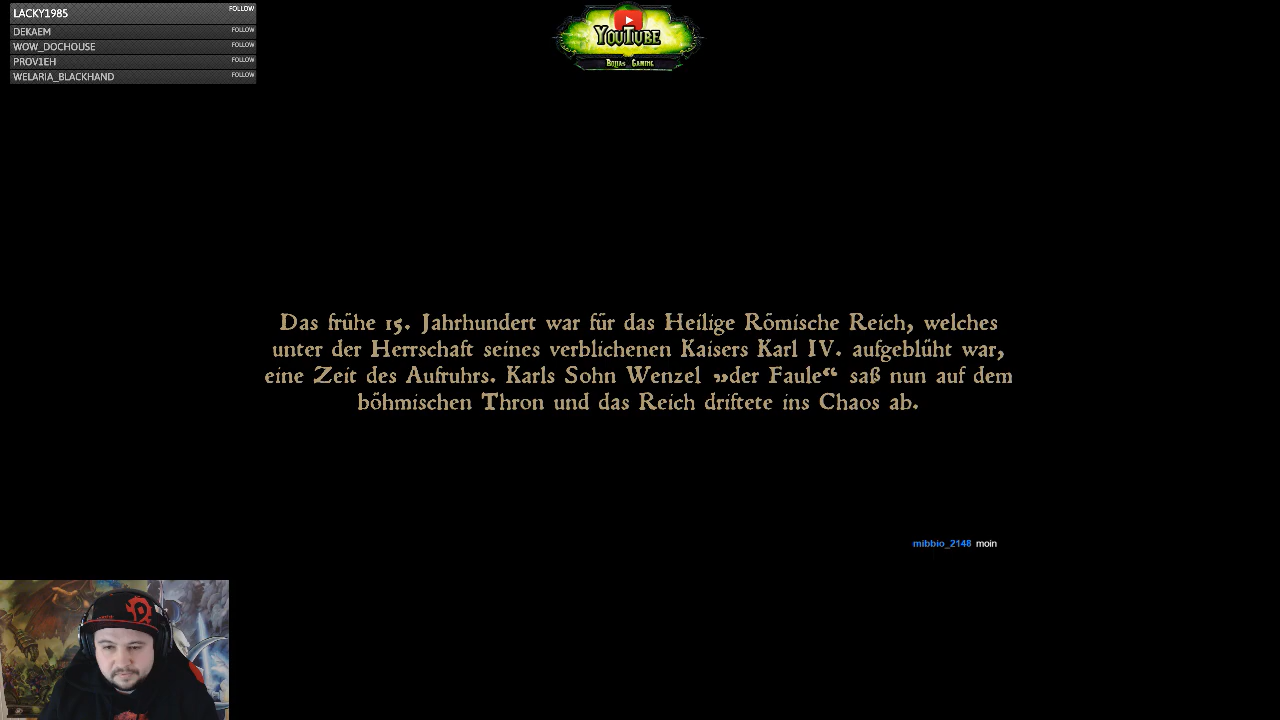 LACKY1985 FOLLOW
DEKAEM FOLLOW
WOW_DOCHOUSE FOLLOW
PROV1EH FOLLOW
WELARIA_BLACKHAND FOLLOW
YouTube
Das frühe 15. Jahrhundert war für das Heilige Römische Reich, welches
unter der Herrschaft seines verblichenen Kaisers Karl IV. aufgeblüht war,
eine Zeit des Aufruhrs. Karls Sohn Wenzel „der Faule“ saß nun auf dem
böhmischen Thron und das Reich driftete ins Chaos ab.
mibbio_2148 moin